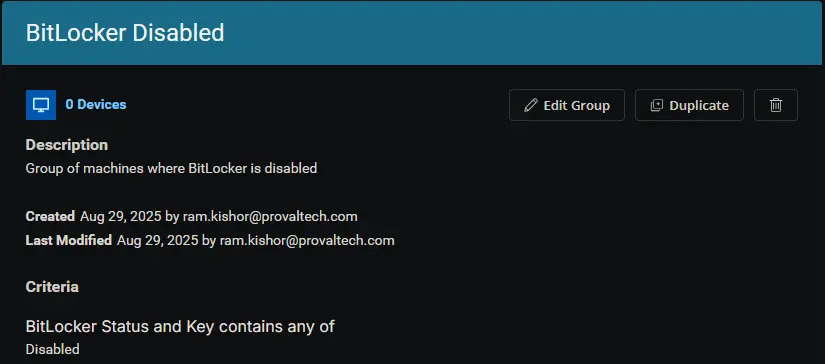 BitLocker Disabled
0 Devices
Edit Group
Duplicate
Description
Group of machines where BitLocker is disabled
Created Aug 29, 2025 by ram.kishor@provaltech.com
Last Modified Aug 29, 2025 by ram.kishor@provaltech.com
Criteria
BitLocker Status and Key contains any of
Disabled